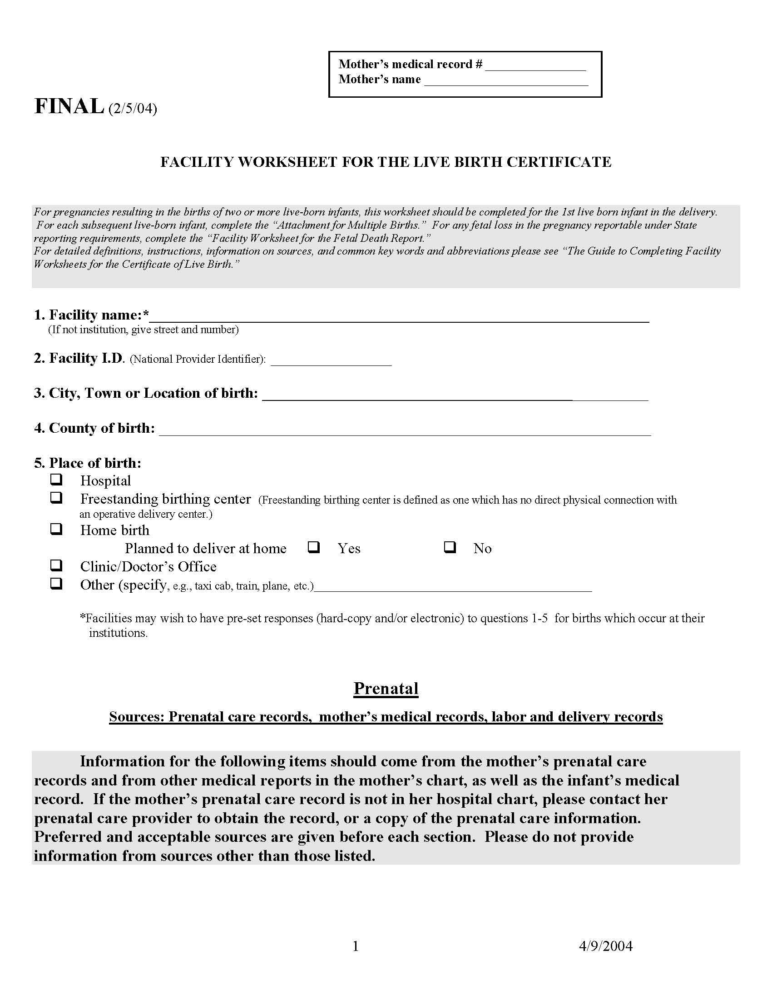 Mother’s medical record # ________________
Mother’s name __________________________
FINAL (2/5/04)
FACILITY WORKSHEET FOR THE LIVE BIRTH CERTIFICATE
For pregnancies resulting in the births of two or more live-born infants, this worksheet should be completed for the 1st live born infant in the delivery.
For each subsequent live-born infant, complete the “Attachment for Multiple Births.” For any fetal loss in the pregnancy reportable under State
reporting requirements, complete the “Facility Worksheet for the Fetal Death Report.”
For detailed definitions, instructions, information on sources, and common key words and abbreviations please see “The Guide to Completing Facility
Worksheets for the Certificate of Live Birth.”
1. Facility name:*
(If not institution, give street and number)
2. Facility I.D. (National Provider Identifier): ___________________
3. City, Town or Location of birth: ___________________
4. County of birth: ___________________
5. Place of birth:
❑ Hospital
❑ Freestanding birthing center (Freestanding birthing center is defined as one which has no direct physical connection with
an operative delivery center.)
❑ Home birth
Planned to deliver at home ❑ Yes ❑ No
❑ Clinic/Doctor’s Office
❑ Other (specify, e.g., taxi cab, train, plane, etc.)___________________
*Facilities may wish to have pre-set responses (hard-copy and/or electronic) to questions 1-5 for births which occur at their
institutions.
Prenatal
Sources: Prenatal care records, mother’s medical records, labor and delivery records
Information for the following items should come from the mother’s prenatal care
records and from other medical reports in the mother’s chart, as well as the infant’s medical
record. If the mother’s prenatal care record is not in her hospital chart, please contact her
prenatal care provider to obtain the record, or a copy of the prenatal care information.
Preferred and acceptable sources are given before each section. Please do not provide
information from sources other than those listed.
1 4/9/2004